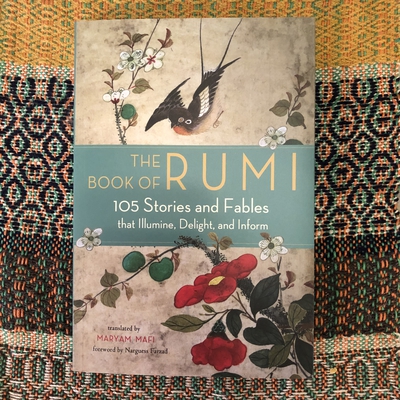 THE
BOOK OF RUMI
105 Stories and Fables
that Illumine, Delight, and Inform
translated by
MARYAM MAFI
foreword by Narguess Farzad